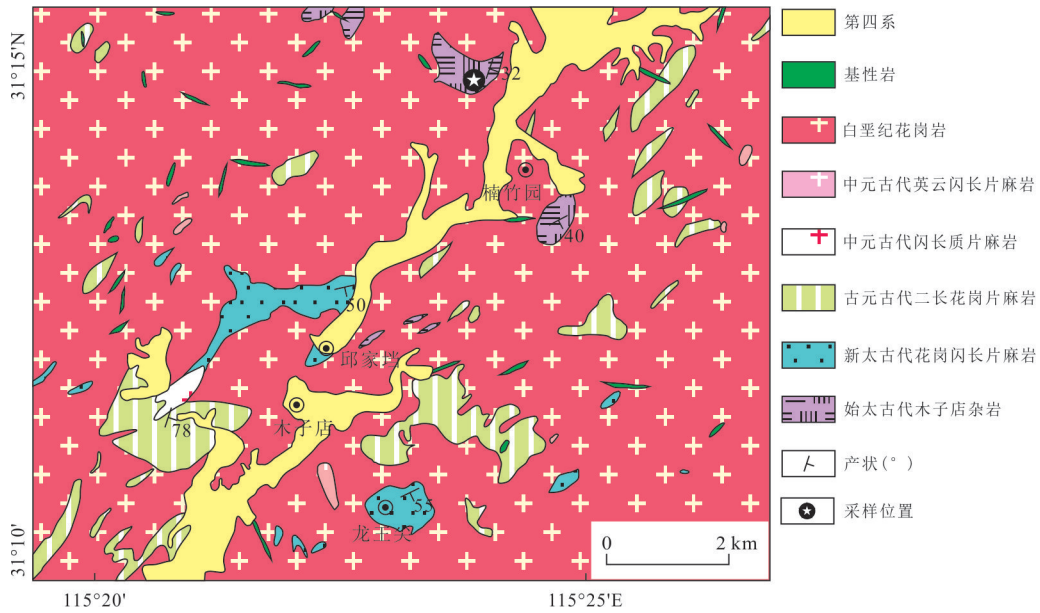 31°15'N
31°10'
115°20'
115°25'E
32
楠竹园
40
50
邱家垱
木子店
78
55
龙王尖
0
2 km
第四系
基性岩
白垩纪花岗岩
中元古代英云闪长片麻岩
中元古代闪长质片麻岩
古元古代二长花岗片麻岩
新太古代花岗闪长片麻岩
始太古代木子店杂岩
产状(°)
采样位置